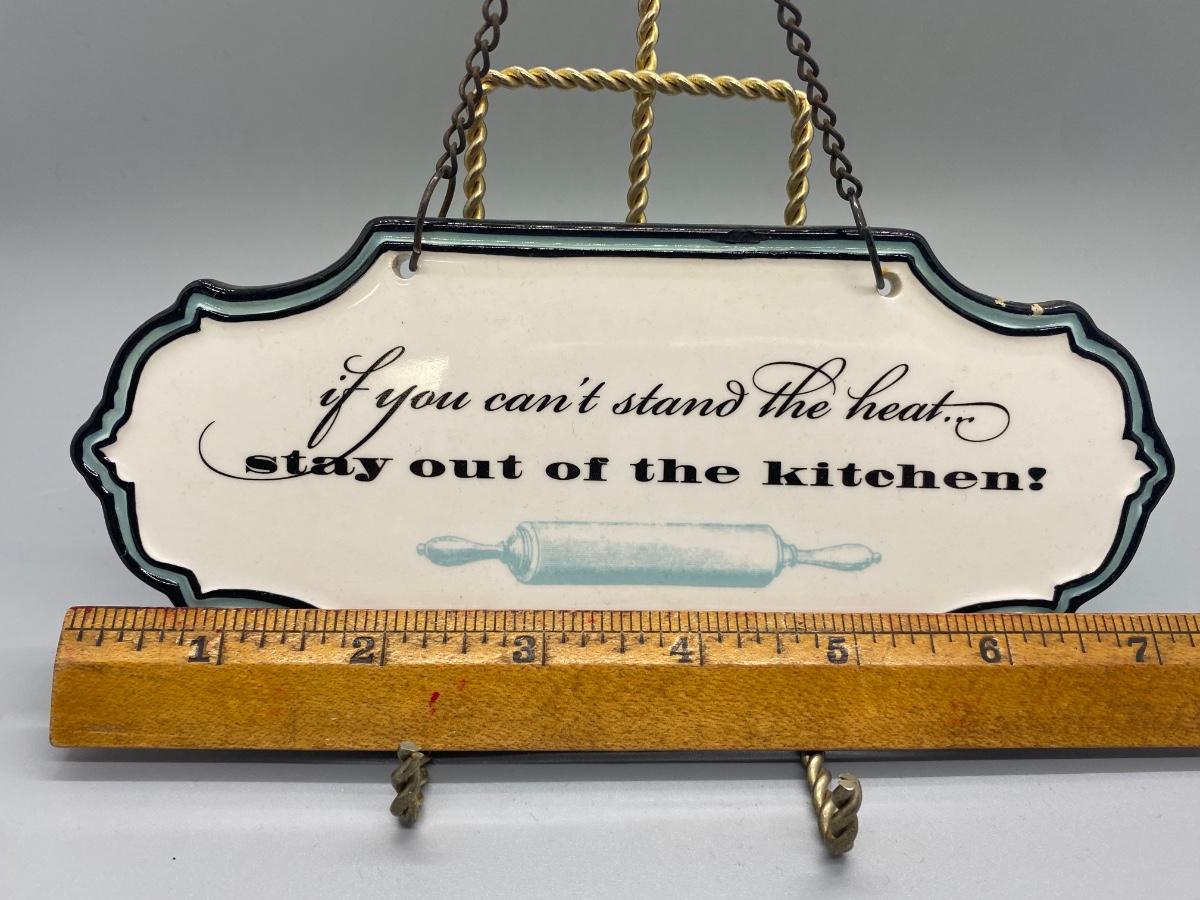 if you can't stand the heat...
stay out of the kitchen!
1 2 3 4 5 6 7